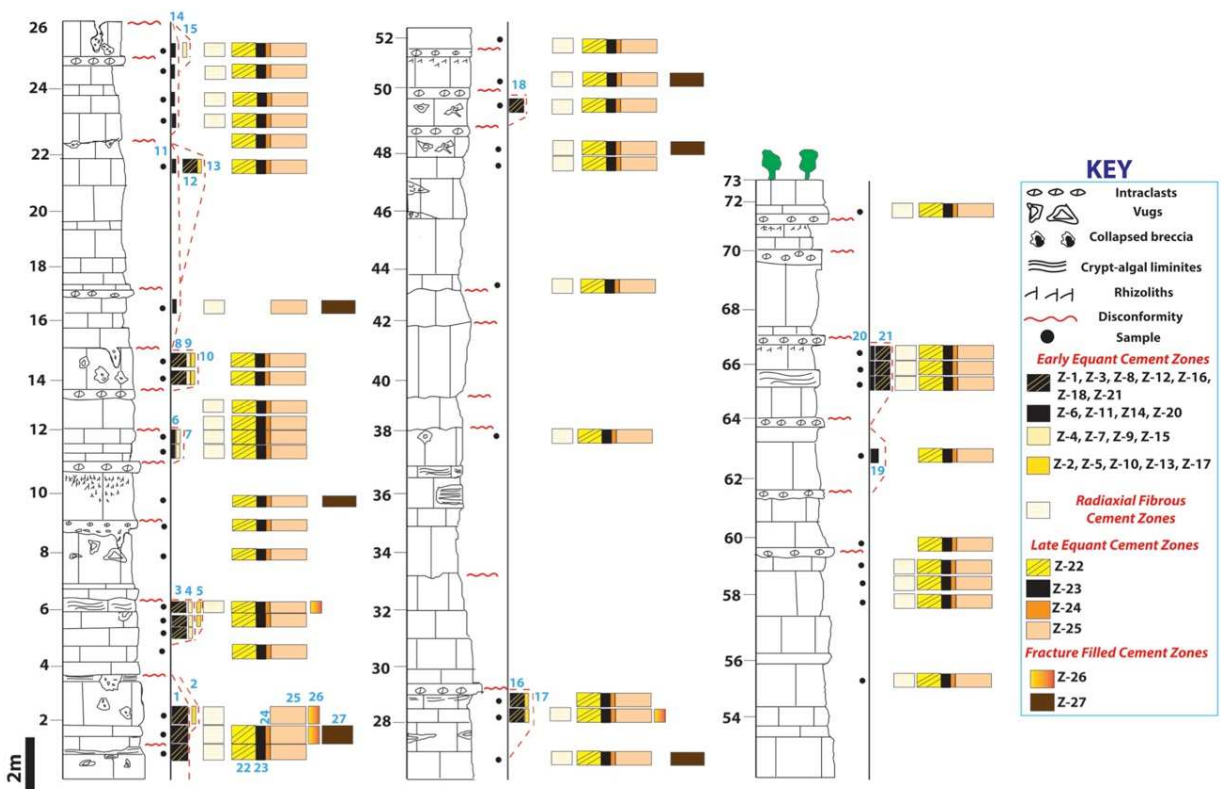 26
24
22
20
18
16
14
12
10
8
6
4
2
2m
14
15
11
13
12
8 9
10
6
7
3 4 5
2
1
25 26
24
27
22 23
52
50
48
46
44
42
40
38
36
34
32
30
28
18
16
17
73
72
70
68
66
64
62
60
58
56
54
20 21
19
KEY
Intraclasts
Vugs
Collapsed breccia
Crypt-algal liminites
Rhizoliths
Disconformity
Sample
Early Equant Cement Zones
Z-1, Z-3, Z-8, Z-12, Z-16,
Z-18, Z-21
Z-6, Z-11, Z14, Z-20
Z-4, Z-7, Z-9, Z-15
Z-2, Z-5, Z-10, Z-13, Z-17
Radiaxial Fibrous
Cement Zones
Late Equant Cement Zones
Z-22
Z-23
Z-24
Z-25
Fracture Filled Cement Zones
Z-26
Z-27